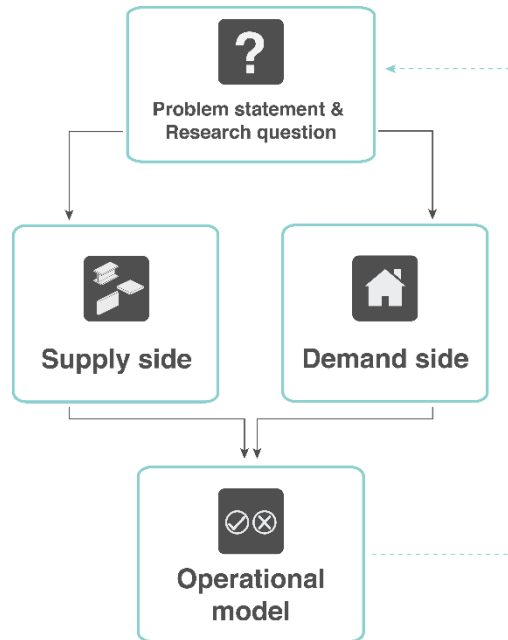 ?
Problem statement &
Research question
Supply side
Demand side
Operational
model